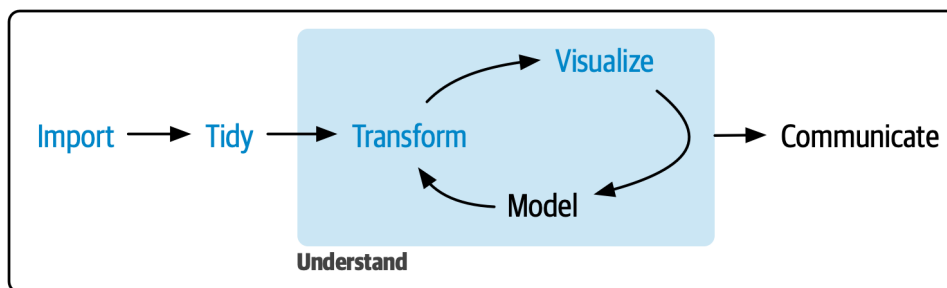 Visualize
Import Tidy Transform Communicate
Model
Understand